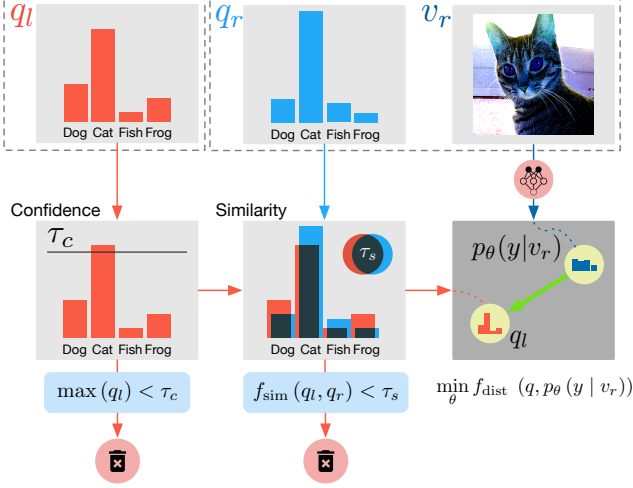 q_l
q_r
v_r
Dog Cat Fish Frog
Dog Cat Fish Frog
Confidence
Similarity
τ_c
τ_s
p_θ(y|v_r)
q_l
Dog Cat Fish Frog
Dog Cat Fish Frog
max (q_l) < τ_c
f_sim (q_l, q_r) < τ_s
min_θ f_dist (q, p_θ (y | v_r))